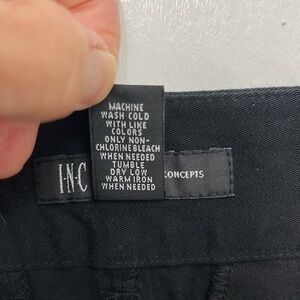 MACHINE
WASH COLD
WITH LIKE
COLORS
ONLY NON-
CHLORINE BLEACH
WHEN NEEDED
TUMBLE
DRY LOW
WARM IRON
WHEN NEEDED
I·N·C
CONCEPTS